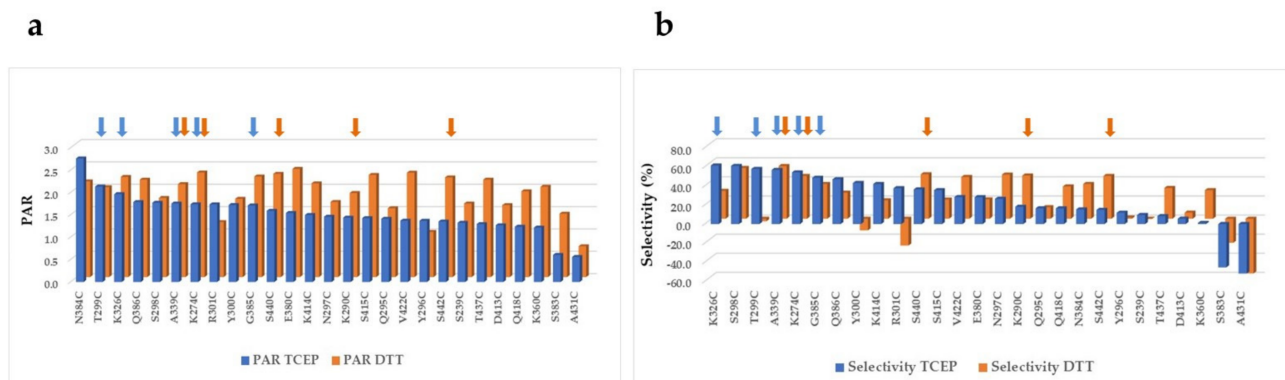 a
b
3.0
2.5
2.0
1.5
1.0
0.5
0.0
PAR
N384C T299C K326C Q386C S298C A339C K274C R301C Y300C G385C S440C E380C K414C N297C K290C S415C Q295C V422C Y296C S442C S239C T437C D413C Q418C K360C S383C A431C
PAR TCEP PAR DTT
80.0
60.0
40.0
20.0
0.0
-20.0
-40.0
-60.0
Selectivity (%)
K326C S298C T299C A339C K274C G385C Q386C Y300C K414C R301C S440C S415C V422C E380C N297C K290C Q295C Q418C N384C S442C Y296C S239C T437C D413C K360C S383C A431C
Selectivity TCEP Selectivity DTT